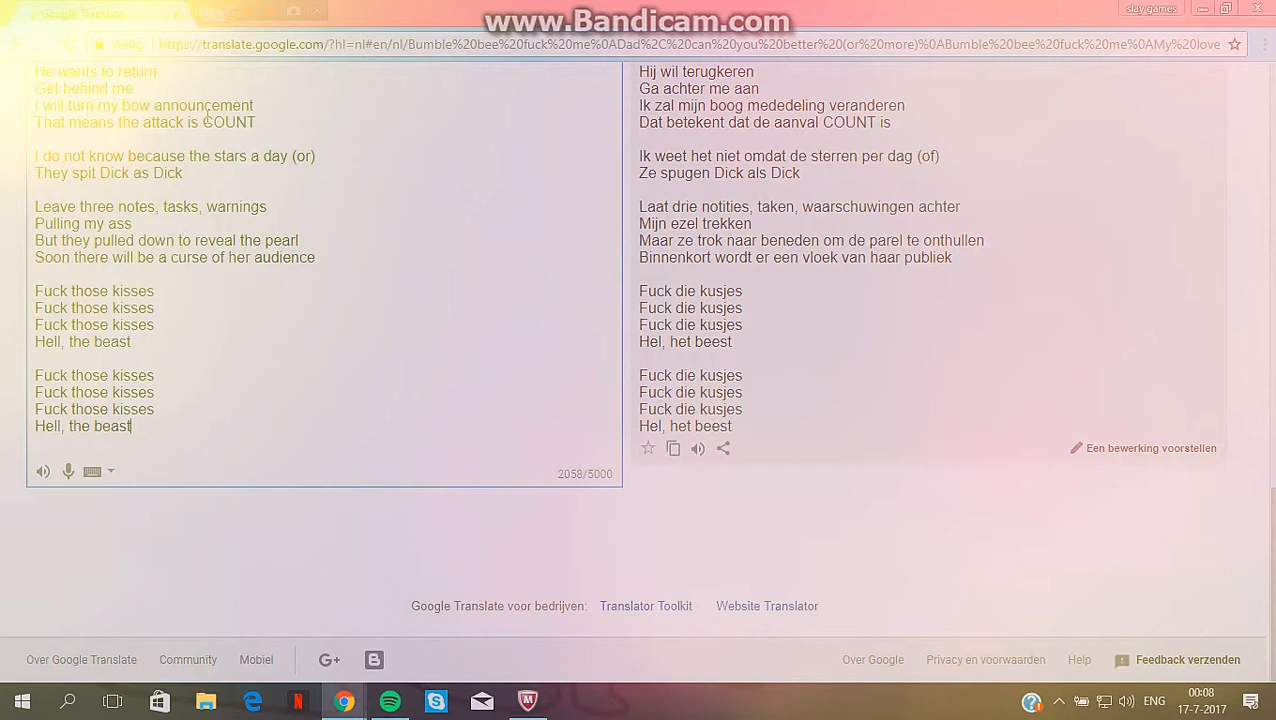 www.Bandicam.com
Google Translate
slay games
Veilig
https://translate.google.com/?hl=nl#en/nl/Bumble%20bee%20fuck%20me%0ADad%2C%20can%20you%20better%20(or%20more)%0ABumble%20bee%20fuck%20me%0AMy%20love
He wants to return
Get behind me
I will turn my bow announcement
That means the attack is COUNT
I do not know because the stars a day (or)
They spit Dick as Dick
Leave three notes, tasks, warnings
Pulling my ass
But they pulled down to reveal the pearl
Soon there will be a curse of her audience
Fuck those kisses
Fuck those kisses
Fuck those kisses
Hell, the beast
Fuck those kisses
Fuck those kisses
Fuck those kisses
Hell, the beast
2058/5000
Hij wil terugkeren
Ga achter me aan
Ik zal mijn boog mededeling veranderen
Dat betekent dat de aanval COUNT is
Ik weet het niet omdat de sterren per dag (of)
Ze spugen Dick als Dick
Laat drie notities, taken, waarschuwingen achter
Mijn ezel trekken
Maar ze trok naar beneden om de parel te onthullen
Binnenkort wordt er een vloek van haar publiek
Fuck die kusjes
Fuck die kusjes
Fuck die kusjes
Hel, het beest
Fuck die kusjes
Fuck die kusjes
Fuck die kusjes
Hel, het beest
Een bewerking voorstellen
Google Translate voor bedrijven: Translator Toolkit Website Translator
Over Google Translate Community Mobiel G+ Over Google Privacy en voorwaarden Help Feedback verzenden
ENG
00:08
17-7-2017